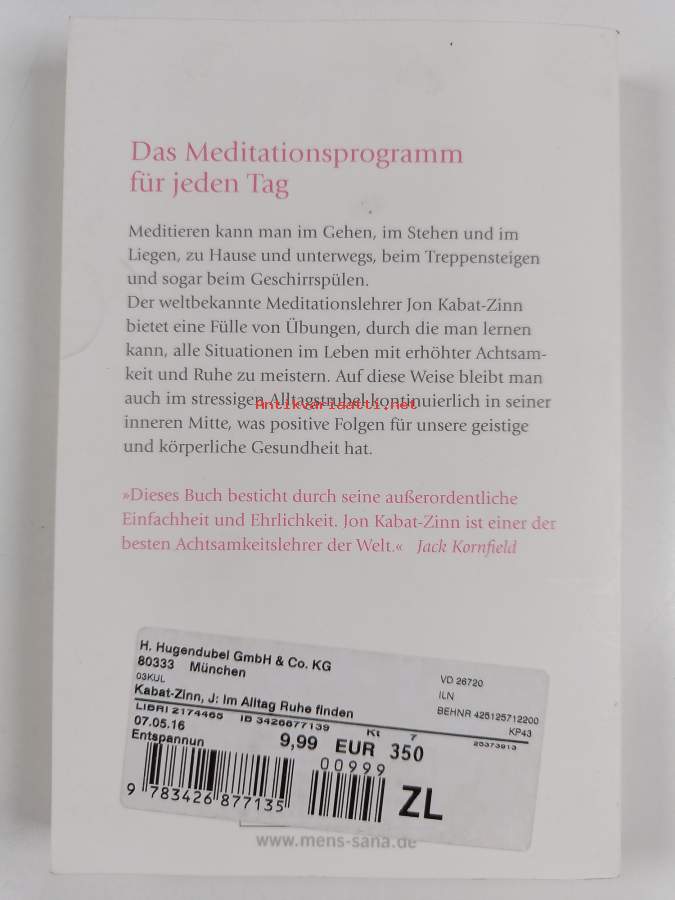 Das Meditationsprogramm
für jeden Tag
Meditieren kann man im Gehen, im Stehen und im
Liegen, zu Hause und unterwegs, beim Treppensteigen
und sogar beim Geschirrspülen.
Der weltbekannte Meditationslehrer Jon Kabat-Zinn
bietet eine Fülle von Übungen, durch die man lernen
kann, alle Situationen im Leben mit erhöhter Achtsam-
keit und Ruhe zu meistern. Auf diese Weise bleibt man
auch im stressigen Alltagstrubel kontinuierlich in seiner
Antikvariaatti.net
inneren Mitte, was positive Folgen für unsere geistige
und körperliche Gesundheit hat.
»Dieses Buch besticht durch seine außerordentliche
Einfachheit und Ehrlichkeit. Jon Kabat-Zinn ist einer der
besten Achtsamkeitslehrer der Welt.« Jack Kornfield
H. Hugendubel GmbH & Co. KG
80333 München
VD 26720
03KUL
ILN
Kabat-Zinn, J: Im Alltag Ruhe finden
BEHNR 425125712200
LIBRI 2174465 ID 3426877139 Kt 7
KP43
07.05.16
25373913
Entspannun
9,99 EUR 350
00999
9 783426 877135
ZL
www.mens-sana.de